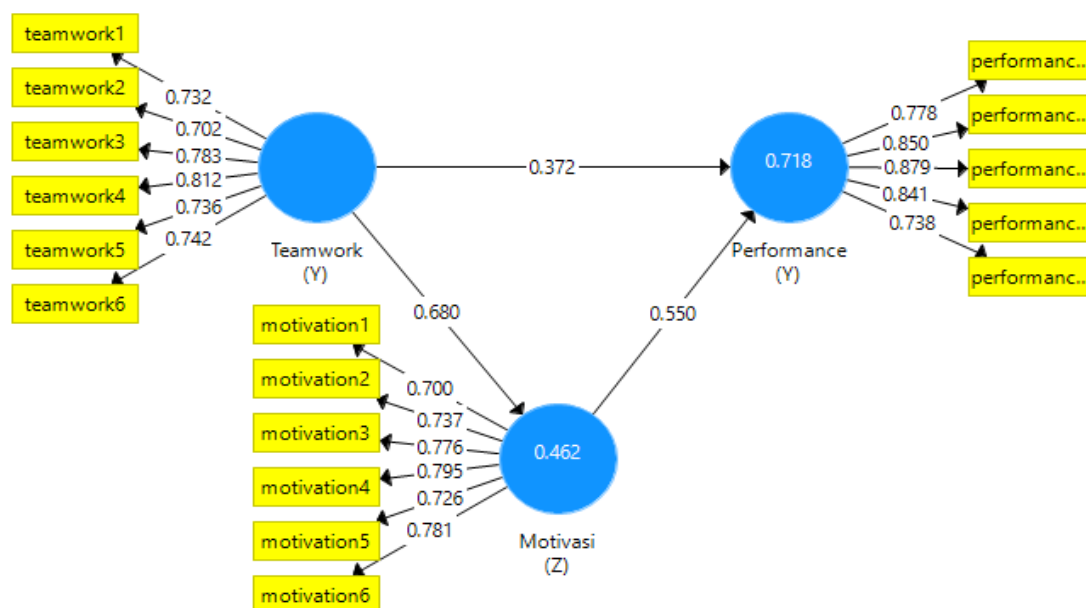 teamwork1
teamwork2
teamwork3
teamwork4
teamwork5
teamwork6
0.732
0.702
0.783
0.812
0.736
0.742
Teamwork
(Y)
0.372
0.680
0.718
Performance
(Y)
0.778
0.850
0.879
0.841
0.738
performanc...
performanc...
performanc...
performanc...
performanc...
0.550
motivation1
motivation2
motivation3
motivation4
motivation5
motivation6
0.700
0.737
0.776
0.795
0.726
0.781
0.462
Motivasi
(Z)